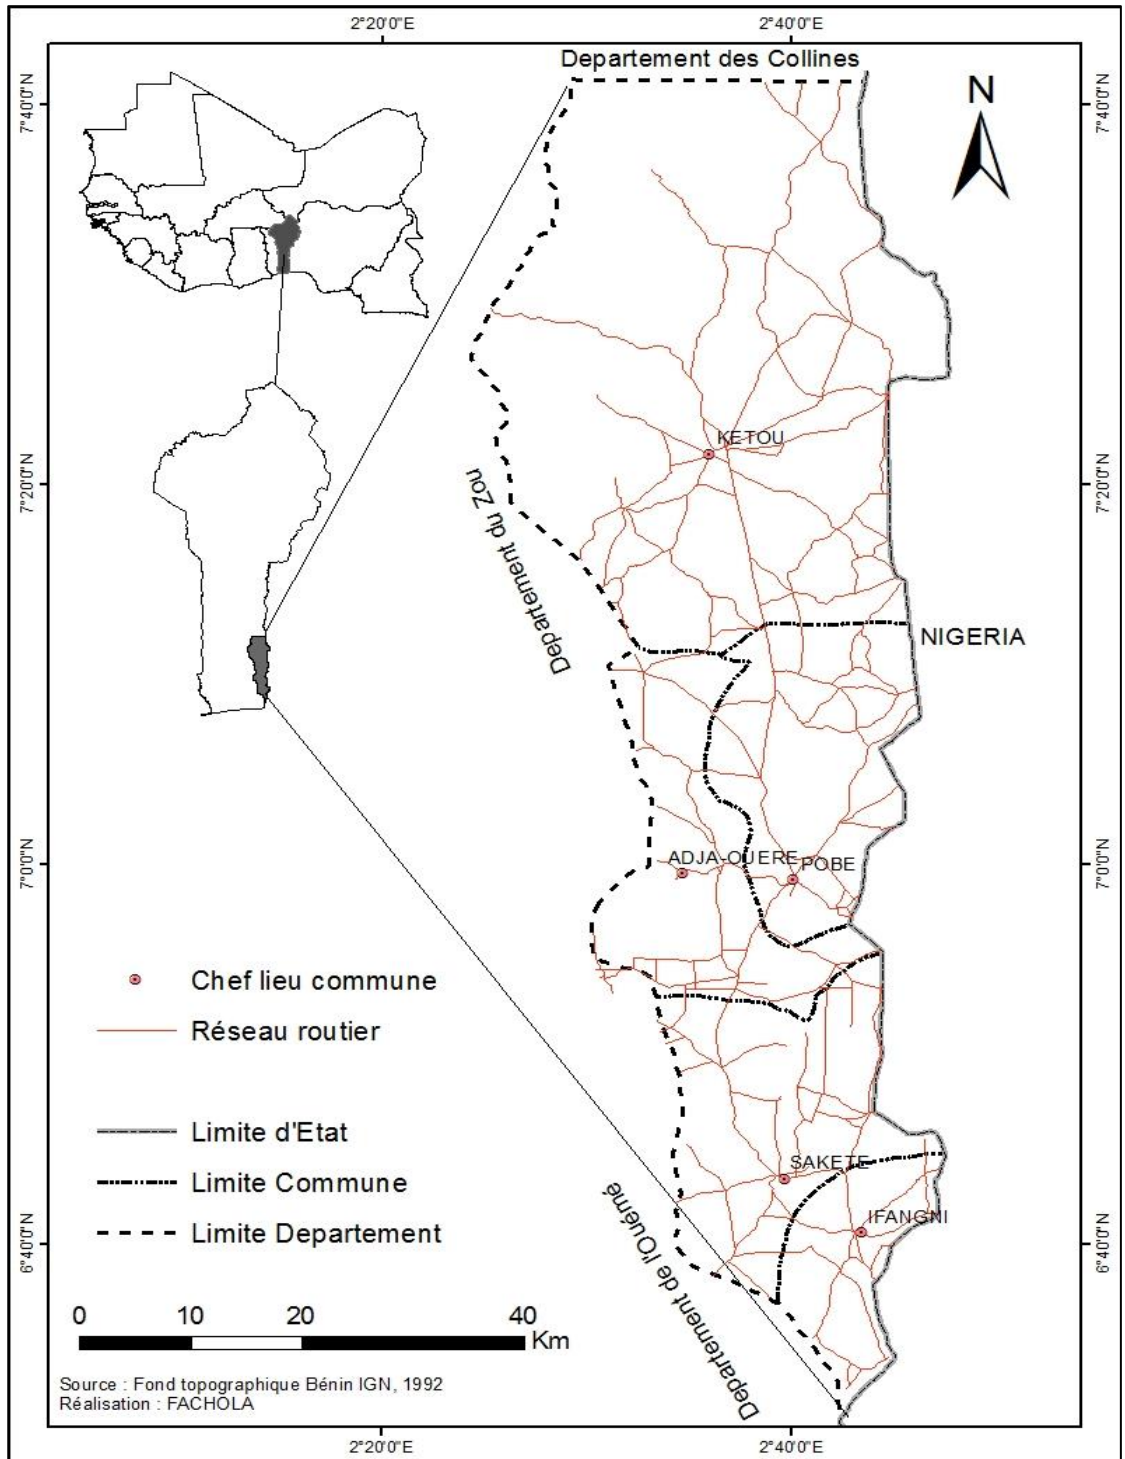 2°20'0"E
2°40'0"E
Departement des Collines
7°40'0"N
7°40'0"N
N
KETOU
7°20'0"N
7°20'0"N
Departement du Zou
NIGERIA
ADJA-OUERE
POBE
7°0'0"N
7°0'0"N
Chef lieu commune
Réseau routier
Limite d'Etat
Limite Commune
Limite Departement
SAKETE
IFANGNI
Departement de l'Ouémé
6°40'0"N
6°40'0"N
0 10 20 40
Km
Source : Fond topographique Bénin IGN, 1992
Réalisation : FACHOLA
2°20'0"E
2°40'0"E